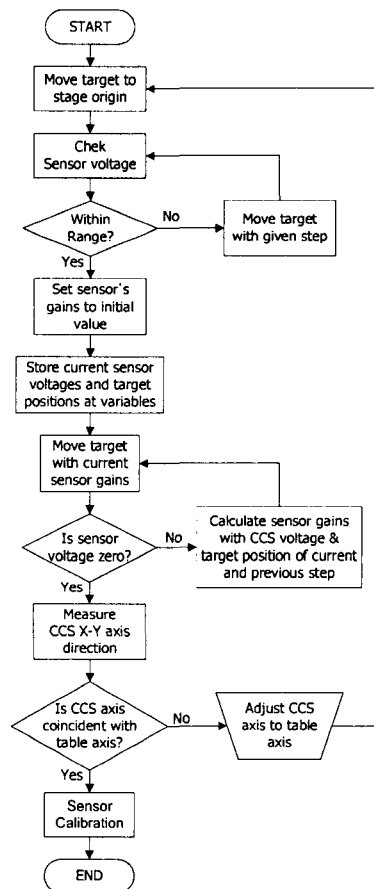 START
Move target to
stage origin
Chek
Sensor voltage
Within
Range?
No
Move target
with given step
Yes
Set sensor's
gains to initial
value
Store current sensor
voltages and target
positions at variables
Move target
with current
sensor gains
Is sensor
voltage zero?
No
Calculate sensor gains
with CCS voltage &
target position of current
and previous step
Yes
Measure
CCS X-Y axis
direction
Is CCS axis
coincident with
table axis?
No
Adjust CCS
axis to table
axis
Yes
Sensor
Calibration
END